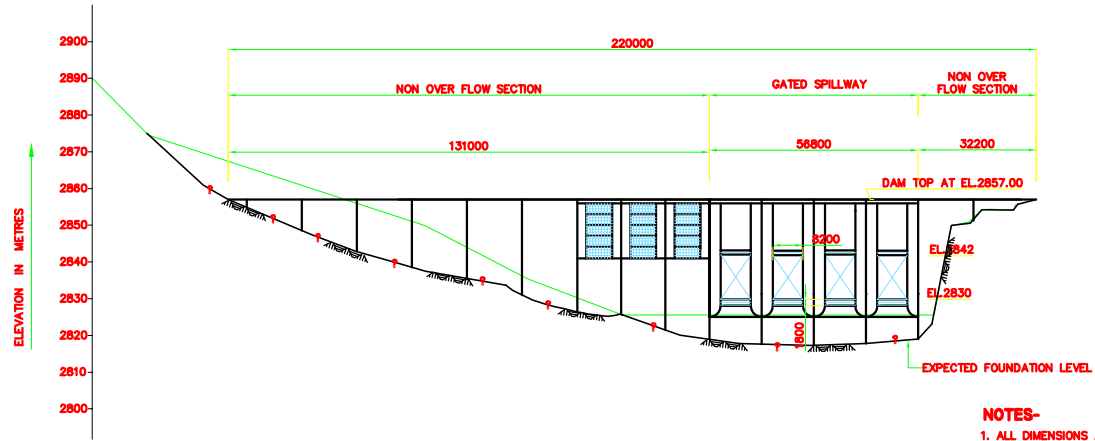 2900
220000
2890
NON OVER FLOW SECTION
GATED SPILLWAY
NON OVER
FLOW SECTION
2880
2870
131000
56800
32200
2860
DAM TOP AT EL.2857.00
2850
8200
2840
2830
EL.2830
2820
1800
2810
EXPECTED FOUNDATION LEVEL
2800
ELEVATION IN METRES
NOTES-
1. ALL DIMENSIONS